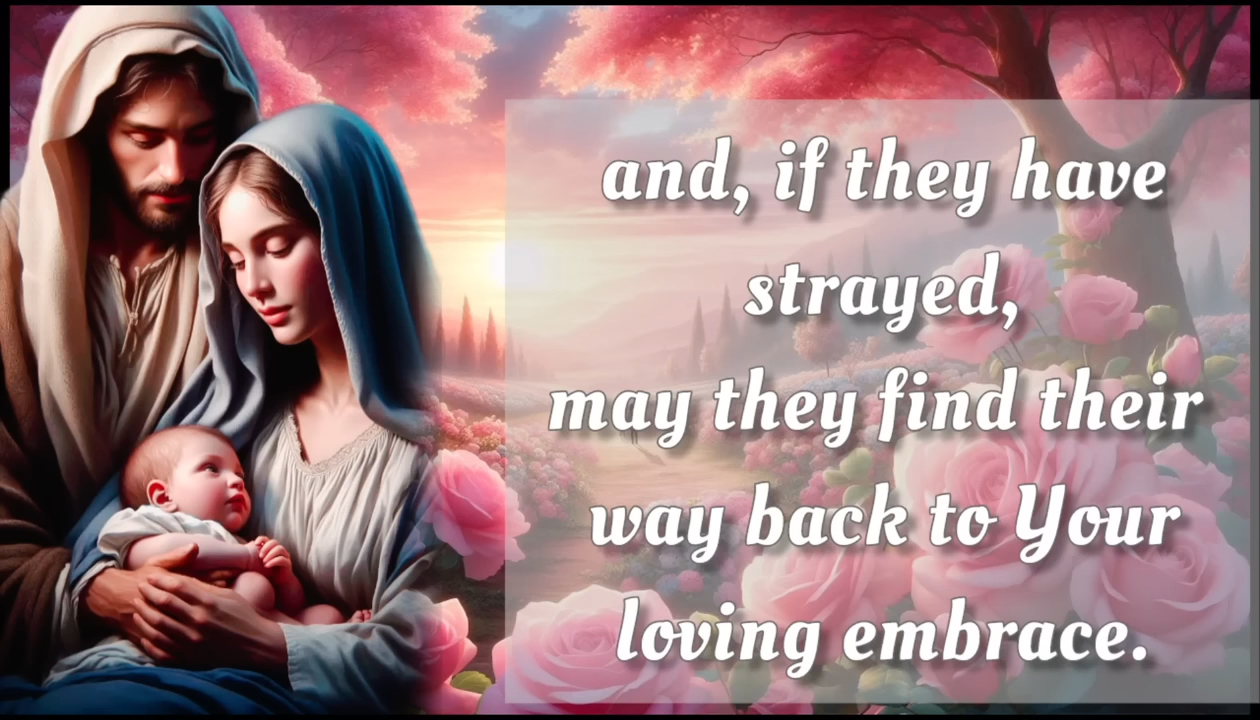 and, if they have
strayed,
may they find their
way back to Your
loving embrace.